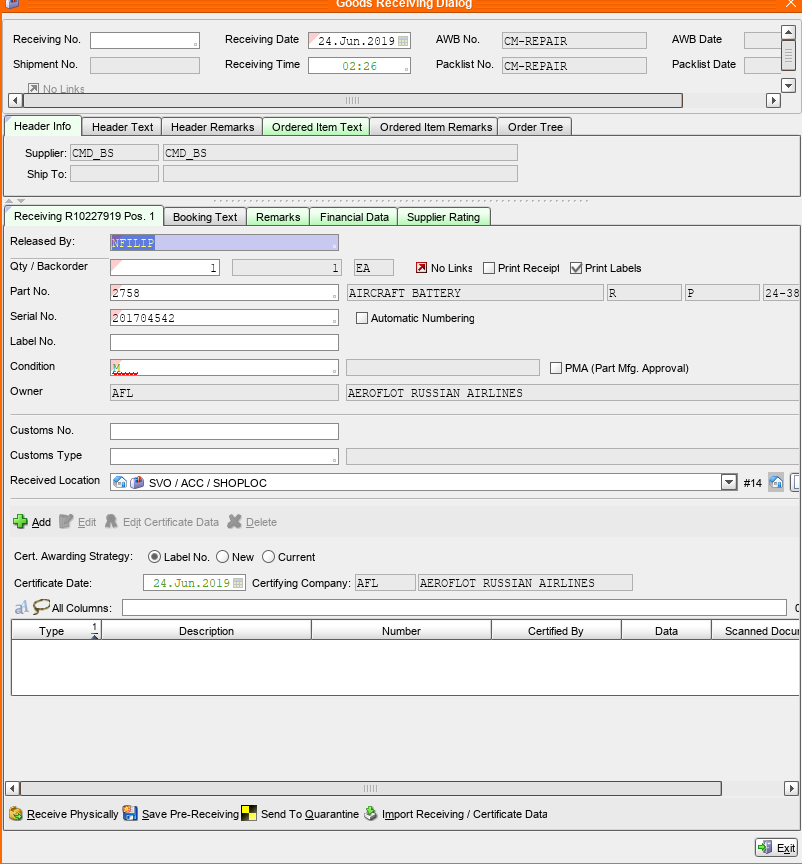 Goods Receiving Dialog
Receiving No. Receiving Date 24.Jun.2019 AWB No. CM-REPAIR AWB Date
Shipment No. Receiving Time 02:26 Packlist No. CM-REPAIR Packlist Date
No Links
Header Info Header Text Header Remarks Ordered Item Text Ordered Item Remarks Order Tree
Supplier: CMD_BS CMD_BS
Ship To:
Receiving R10227919 Pos. 1 Booking Text Remarks Financial Data Supplier Rating
Released By: NFILIP
Qty / Backorder 1 1 EA No Links Print Receipt Print Labels
Part No. 2758 AIRCRAFT BATTERY R P 24-38
Serial No. 201704542 Automatic Numbering
Label No.
Condition M PMA (Part Mfg. Approval)
Owner AFL AEROFLOT RUSSIAN AIRLINES
Customs No.
Customs Type
Received Location SVO / ACC / SHOPLOC #14
Add Edit Edit Certificate Data Delete
Cert. Awarding Strategy: Label No. New Current
Certificate Date: 24.Jun.2019 Certifying Company: AFL AEROFLOT RUSSIAN AIRLINES
All Columns: 0
Type 1 Description Number Certified By Data Scanned Docu
Receive Physically Save Pre-Receiving Send To Quarantine Import Receiving / Certificate Data
Exit